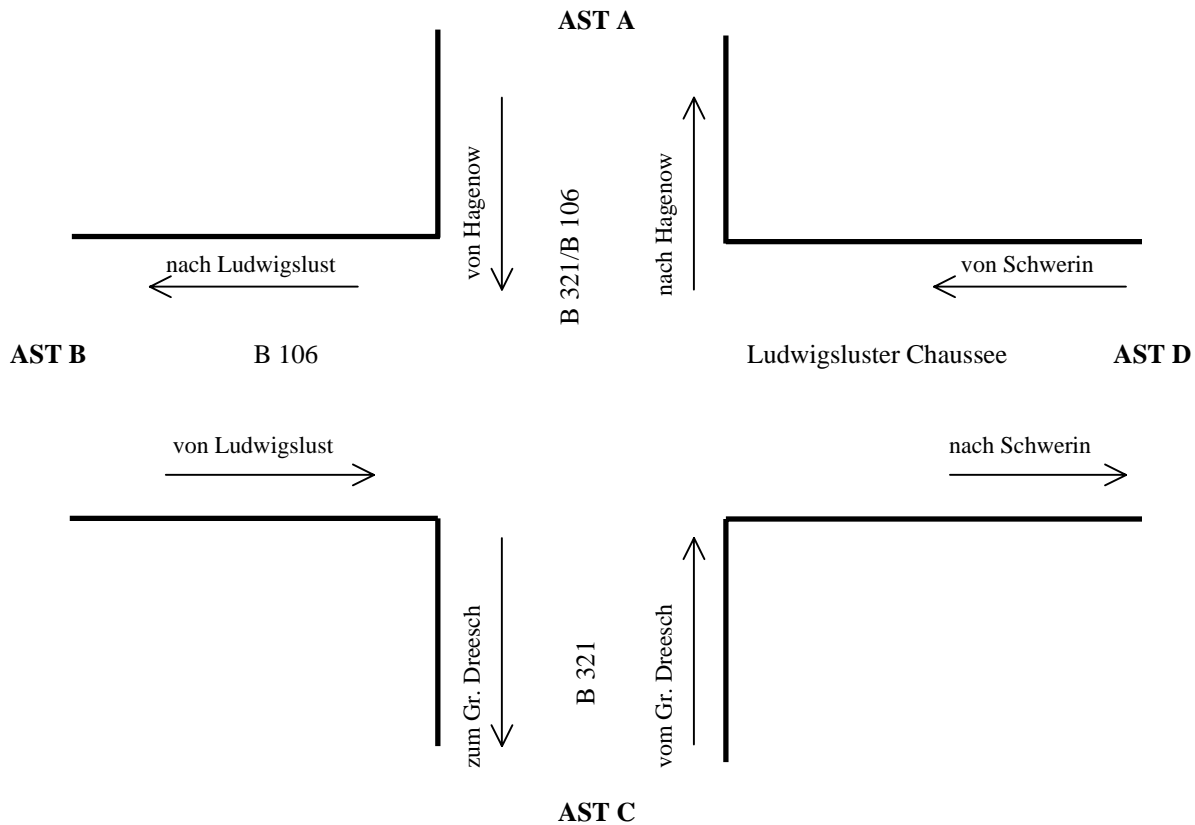 AST A
von Hagenow
B 321/B 106
nach Hagenow
nach Ludwigslust
von Schwerin
AST B
B 106
Ludwigsluster Chaussee
AST D
von Ludwigslust
nach Schwerin
zum Gr. Dreesch
B 321
vom Gr. Dreesch
AST C